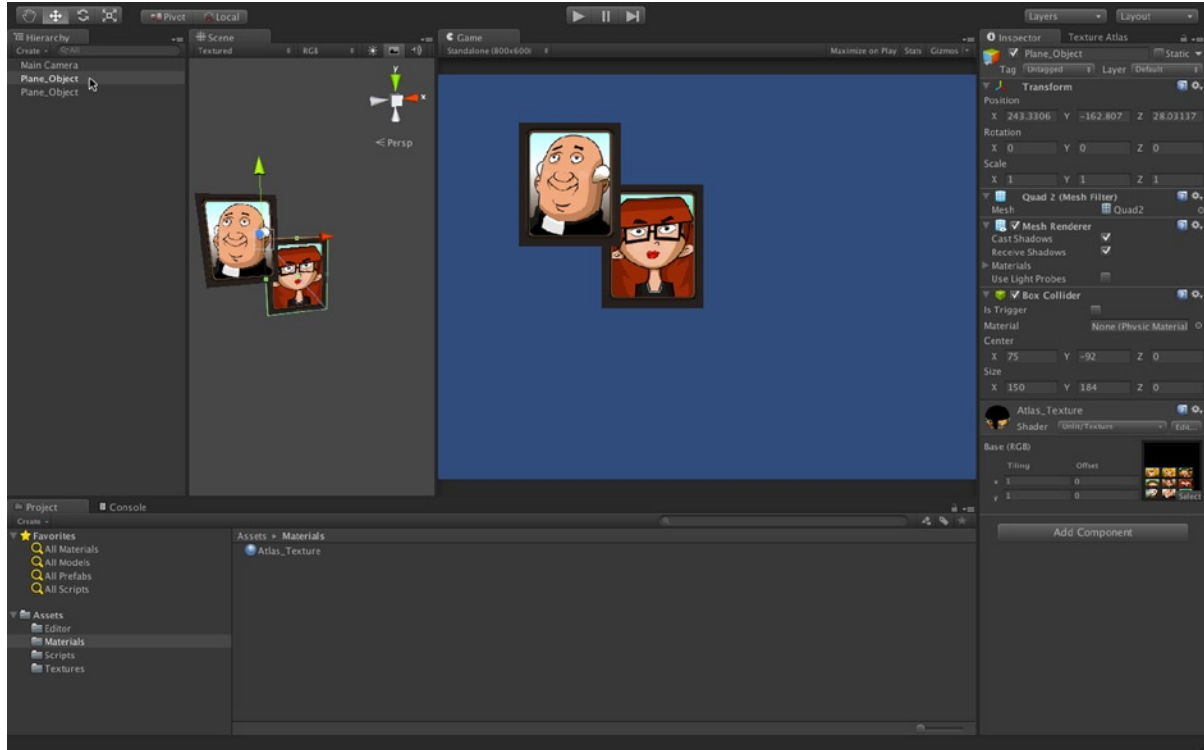 Pivot Local Layers Layout
Hierarchy
Create All
Main Camera
Plane_Object
Plane_Object
Scene
Textured RGB
Y
x
Persp
Game
Standalone (800x600) Maximize on Play Stats Gizmos
Inspector Texture Atlas
Plane_Object Static
Tag Untagged Layer Default
Transform
Position
X 243.3306 Y -162.807 Z 28.03137
Rotation
X 0 Y 0 Z 0
Scale
X 1 Y 1 Z 1
Quad 2 (Mesh Filter)
Mesh Quad2
Mesh Renderer
Cast Shadows
Receive Shadows
Materials
Use Light Probes
Box Collider
Is Trigger
Material None (Physic Material
Center
X 75 Y -92 Z 0
Size
X 150 Y 184 Z 0
Atlas_Texture
Shader Unlit/Texture Edit...
Base (RGB)
Tiling Offset
x 1 0
y 1 0
Select
Add Component
Project Console
Create
Favorites
All Materials
All Models
All Prefabs
All Scripts
Assets
Editor
Materials
Scripts
Textures
Assets Materials
Atlas_Texture